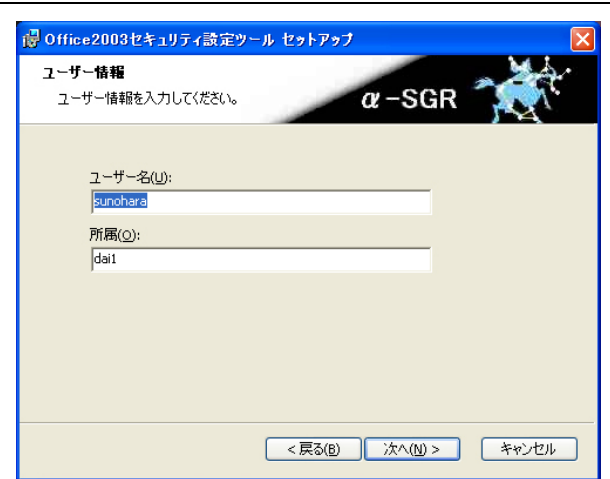 Office2003セキュリティ設定ツール セットアップ
ユーザー情報
ユーザー情報を入力してください。
α-SGR
ユーザー名(U):
sunohara
所属(O):
dai1
< 戻る(B)
次へ(N) >
キャンセル